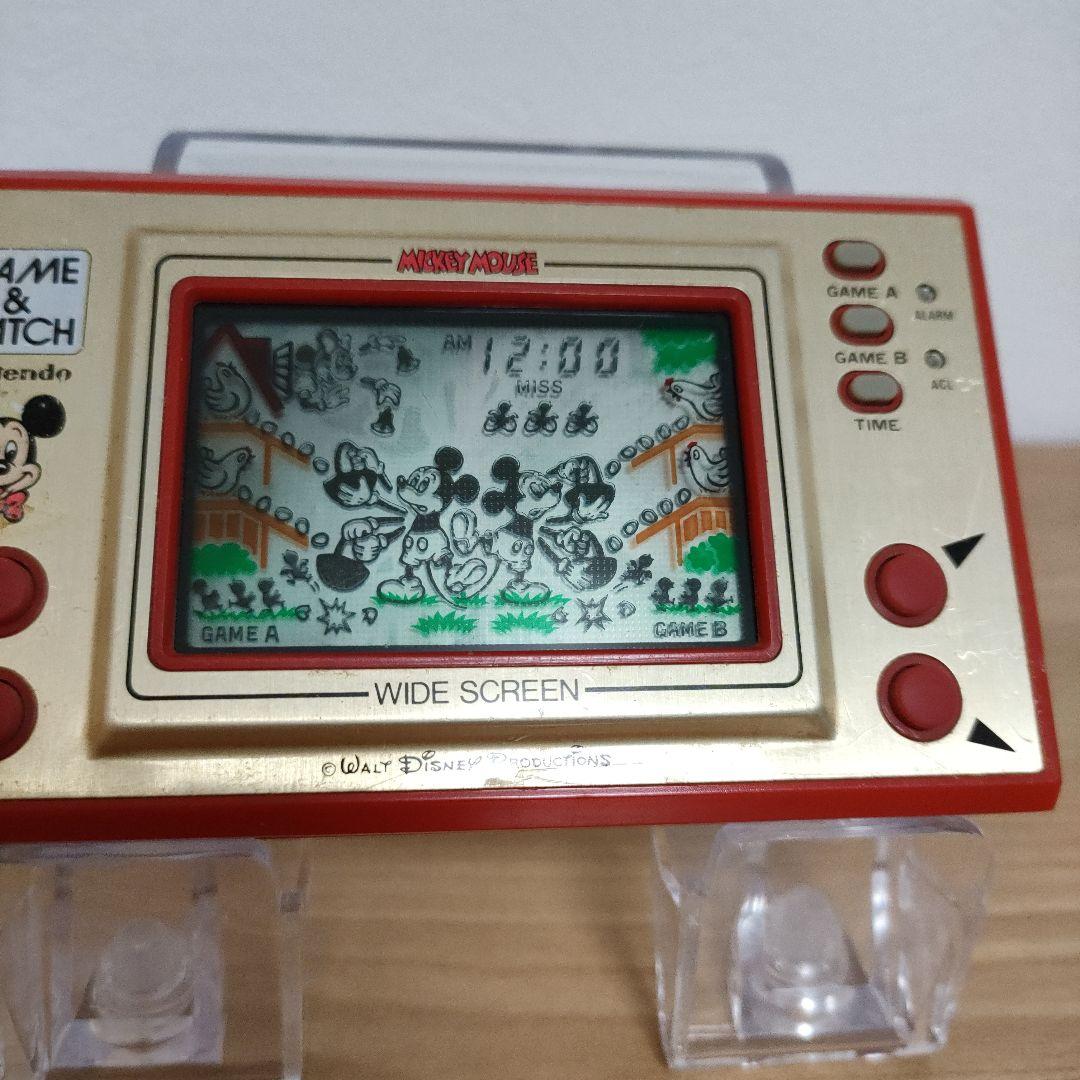 AME
&
ATCH
tendo
MICKEY MOUSE
AM 12:00
MISS
GAME A
GAME B
WIDE SCREEN
© WALT DISNEY PRODUCTIONS
GAME A
ALARM
GAME B
ACL
TIME